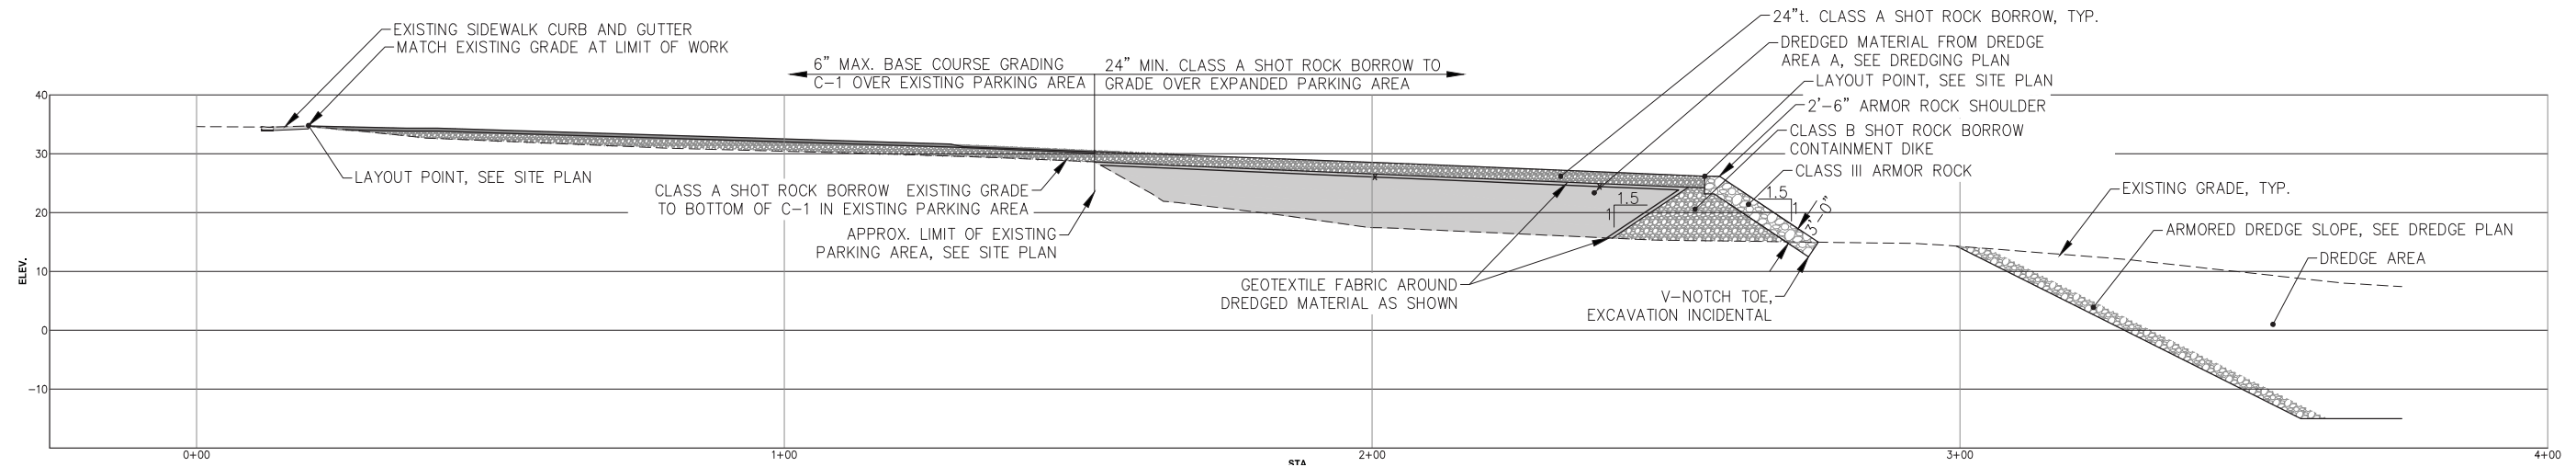 EXISTING SIDEWALK CURB AND GUTTER
MATCH EXISTING GRADE AT LIMIT OF WORK
6" MAX. BASE COURSE GRADING
C-1 OVER EXISTING PARKING AREA
24" MIN. CLASS A SHOT ROCK BORROW TO
GRADE OVER EXPANDED PARKING AREA
24"t. CLASS A SHOT ROCK BORROW, TYP.
DREDGED MATERIAL FROM DREDGE
AREA A, SEE DREDGING PLAN
LAYOUT POINT, SEE SITE PLAN
2'-6" ARMOR ROCK SHOULDER
CLASS B SHOT ROCK BORROW
CONTAINMENT DIKE
CLASS III ARMOR ROCK
EXISTING GRADE, TYP.
ARMORED DREDGE SLOPE, SEE DREDGE PLAN
DREDGE AREA
LAYOUT POINT, SEE SITE PLAN
CLASS A SHOT ROCK BORROW EXISTING GRADE
TO BOTTOM OF C-1 IN EXISTING PARKING AREA
APPROX. LIMIT OF EXISTING
PARKING AREA, SEE SITE PLAN
1.5
1
1.5
1
3'-0"
GEOTEXTILE FABRIC AROUND
DREDGED MATERIAL AS SHOWN
V-NOTCH TOE,
EXCAVATION INCIDENTAL
ELEV.
40
30
20
10
0
-10
0+00
1+00
2+00
3+00
4+00
STA